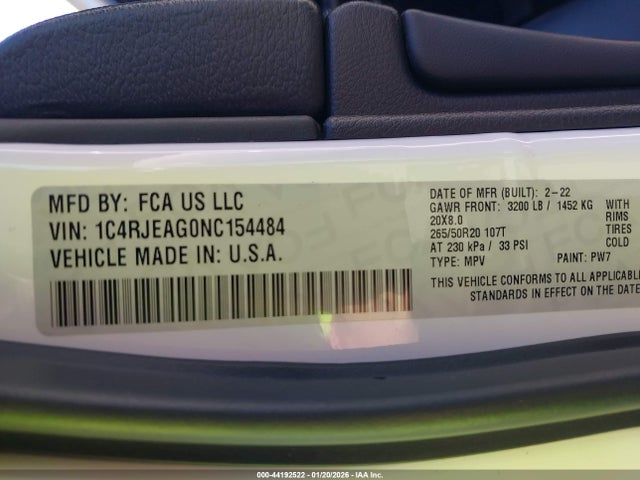 MFD BY: FCA US LLC
VIN: 1C4RJEAG0NC154484
VEHICLE MADE IN: U.S.A.
DATE OF MFR (BUILT): 2-22
GAWR FRONT: 3200 LB / 1452 KG WITH
20X8.0 RIMS
265/50R20 107T TIRES
AT 230 kPa / 33 PSI COLD
TYPE: MPV PAINT: PW7
THIS VEHICLE CONFORMS TO ALL APPLICABLE
STANDARDS IN EFFECT ON THE DATE
000-44192522 - 01/20/2026 - IAA Inc.